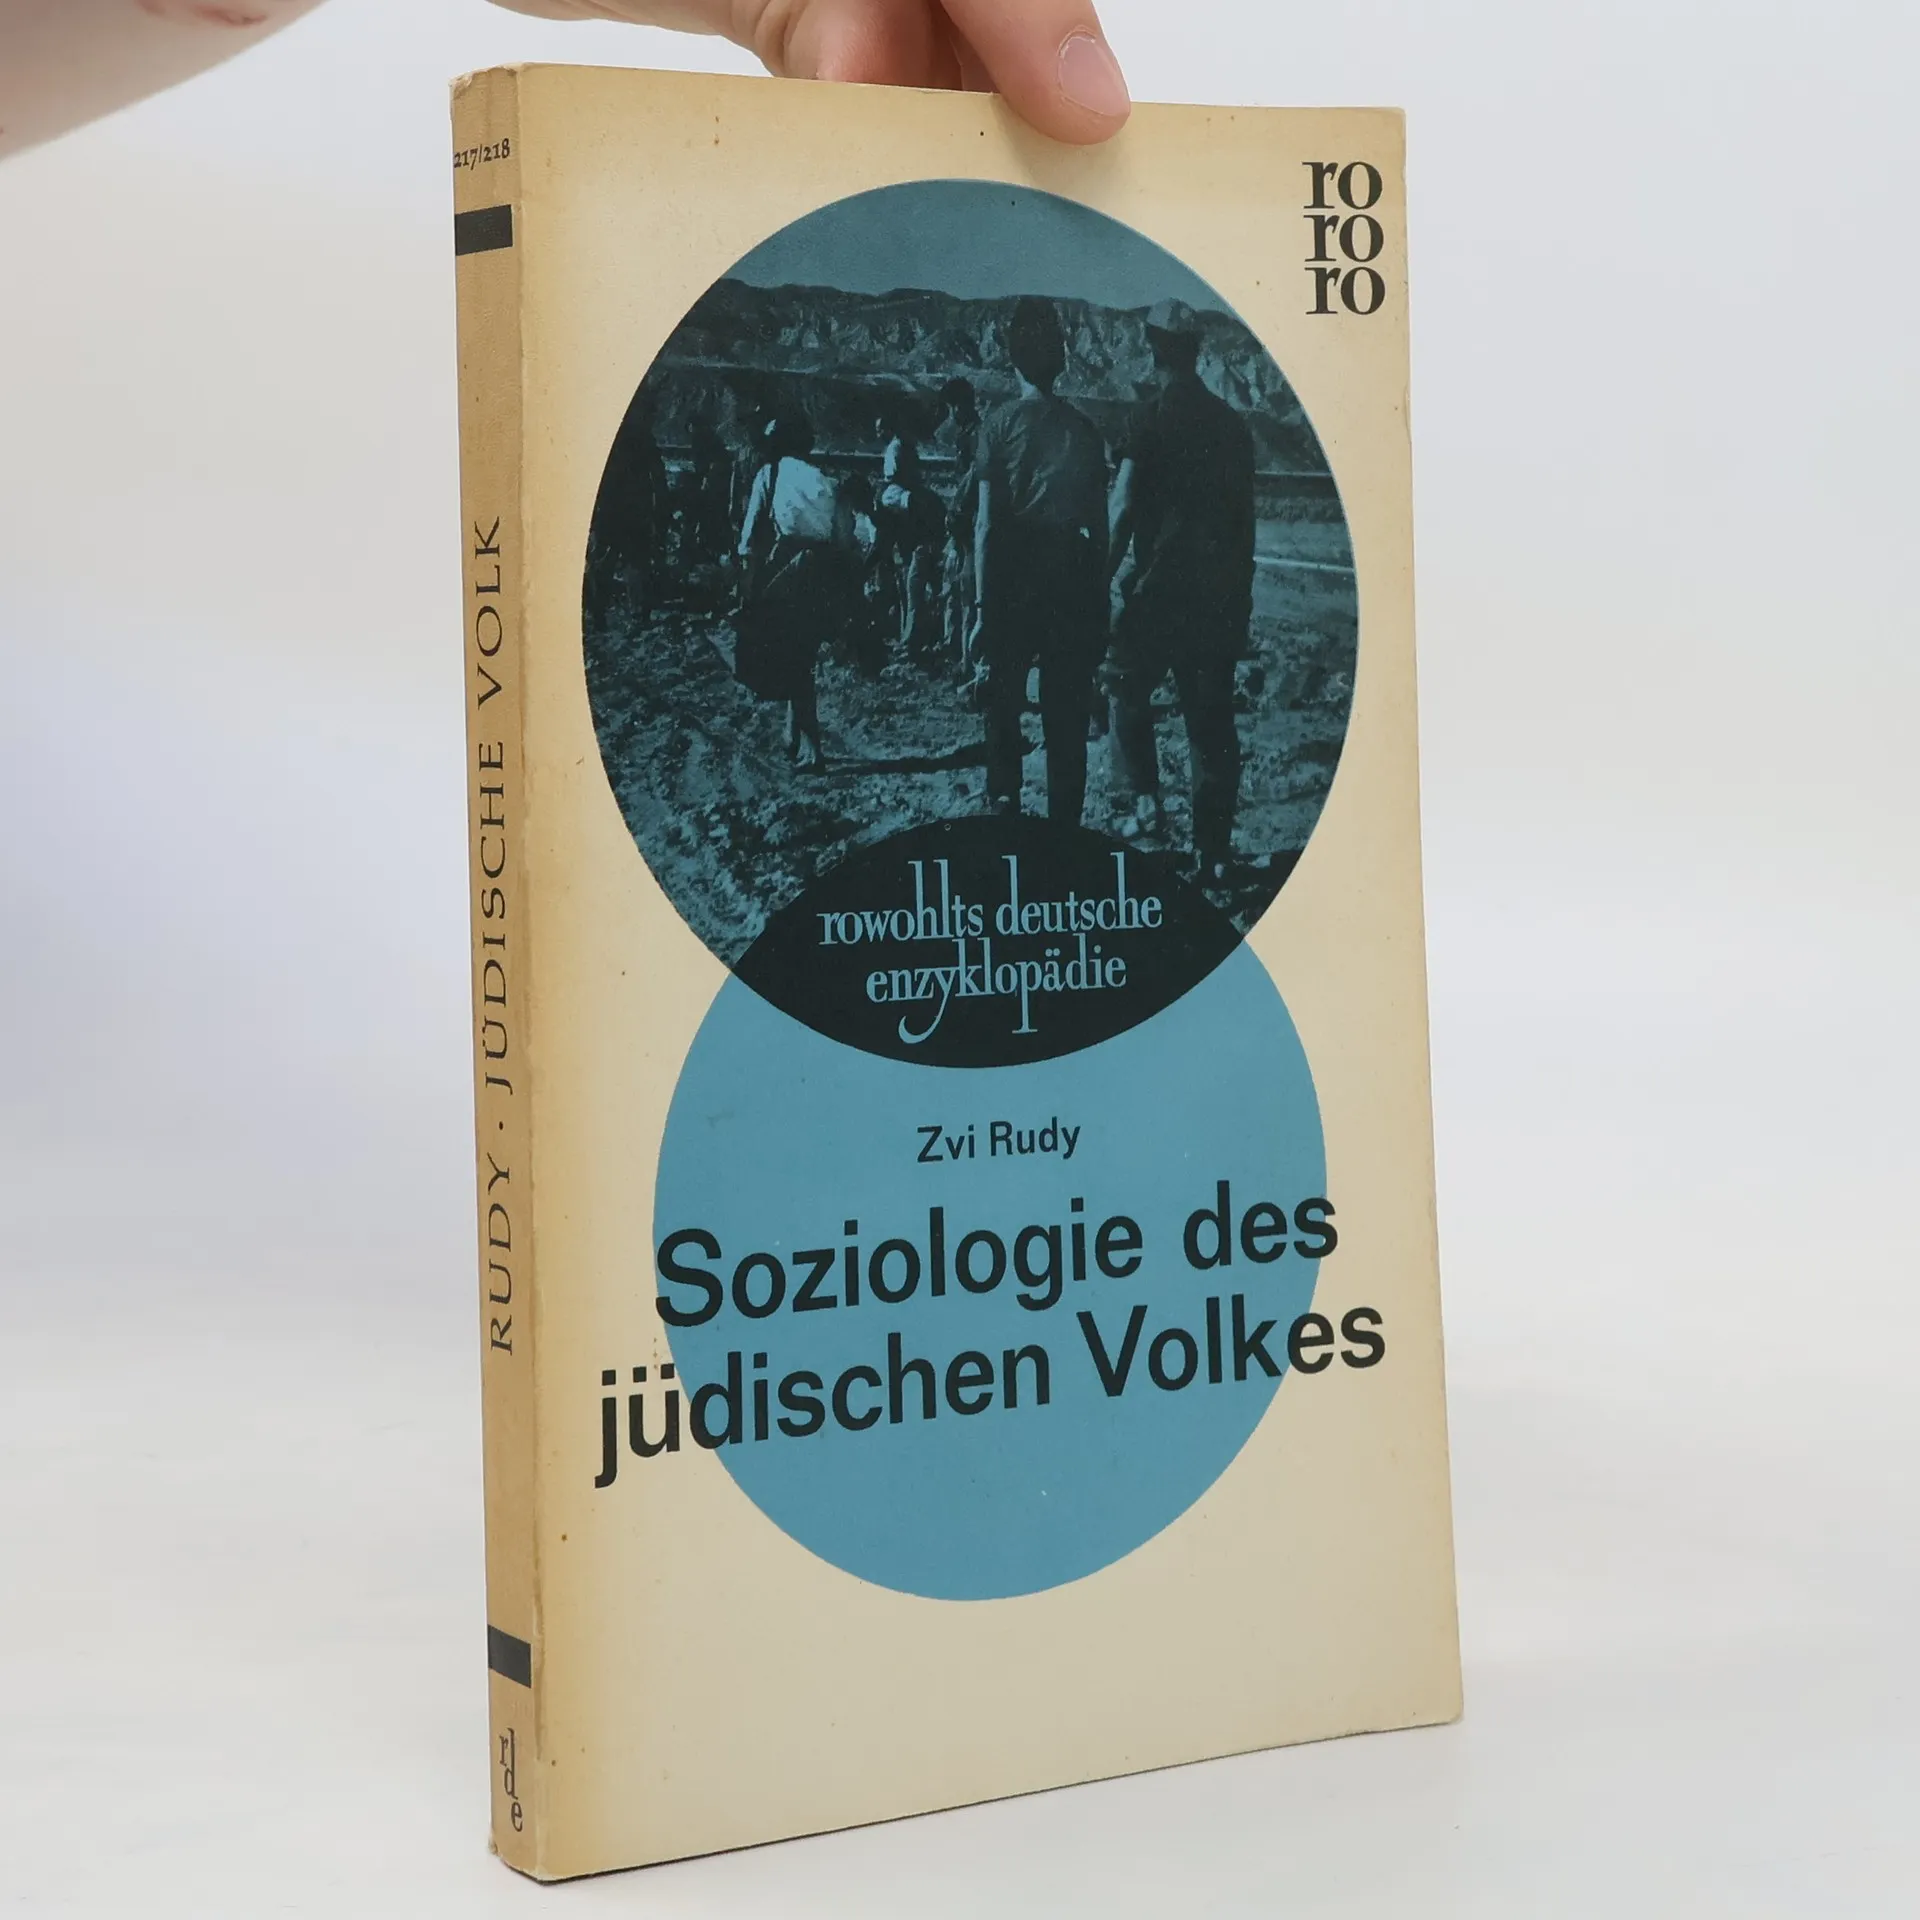 217/218
RUDY · JÜDISCHE VOLK
rde
ro
ro
ro
rowohlts deutsche
enzyklopädie
Zvi Rudy
Soziologie des
jüdischen Volkes